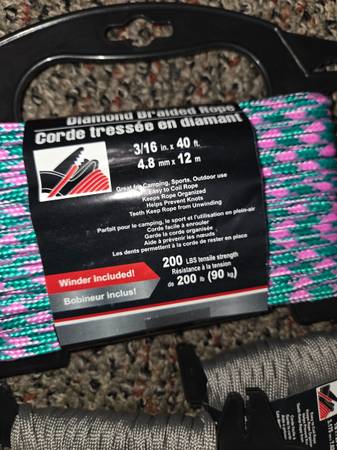 Diamond Braided Rope
Corde tressée en diamant
3/16 in. x 40 ft.
4.8 mm x 12 m
Great for Camping, Sports, Outdoor use
Easy to Coil Rope
Keeps Rope Organized
Helps Prevent Knots
Teeth Keep Rope from Unwinding
Parfait pour le camping, le sport et l'utilisation en plein-air
Corde facile à enrouler
Garde la corde organisée
Aide à prévenir les nœuds
Les dents permettent à la corde de rester en place
Winder Included!
Bobineur inclus!
200 LBS tensile strength
Résistance à la tension
de 200 lb (90 kg)